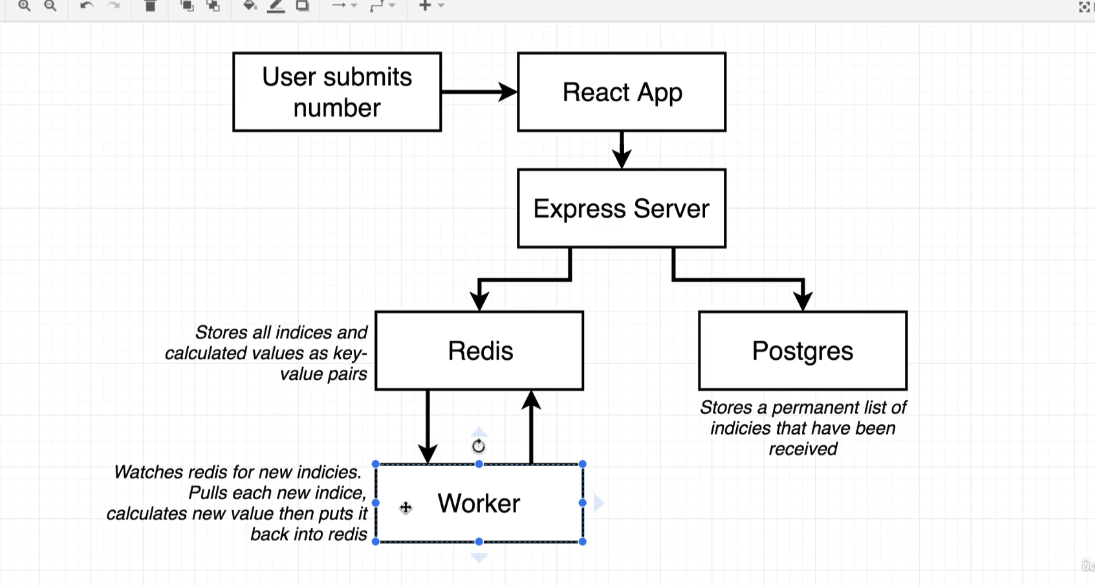 User submits
number
React App
Express Server
Stores all indices and
calculated values as key-
value pairs
Redis
Postgres
Stores a permanent list of
indicies that have been
received
Watches redis for new indicies.
Pulls each new indice,
calculates new value then puts it
back into redis
Worker